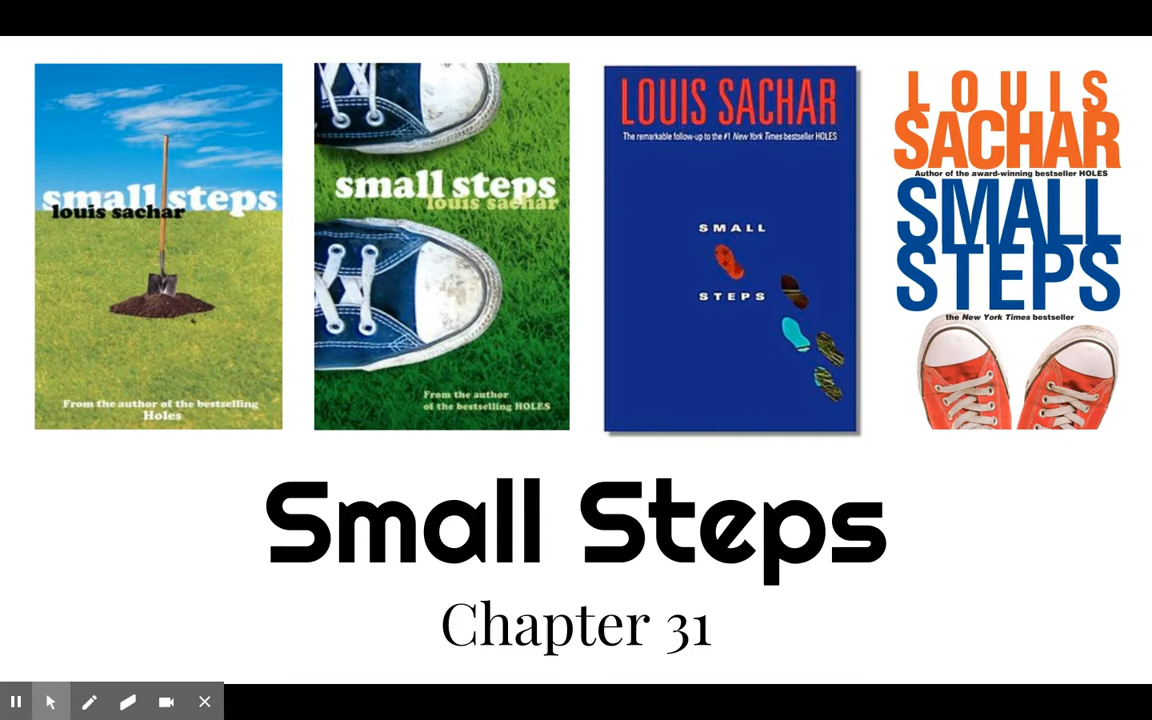 small steps
louis sachar
From the author of the bestselling
Holes
small steps
louis sachar
From the author
of the bestselling HOLES
LOUIS SACHAR
The remarkable follow-up to the #1 New York Times bestseller HOLES
SMALL
STEPS
LOUIS
SACHAR
Author of the award-winning bestseller HOLES
SMALL
STEPS
the New York Times bestseller
Small Steps
Chapter 31